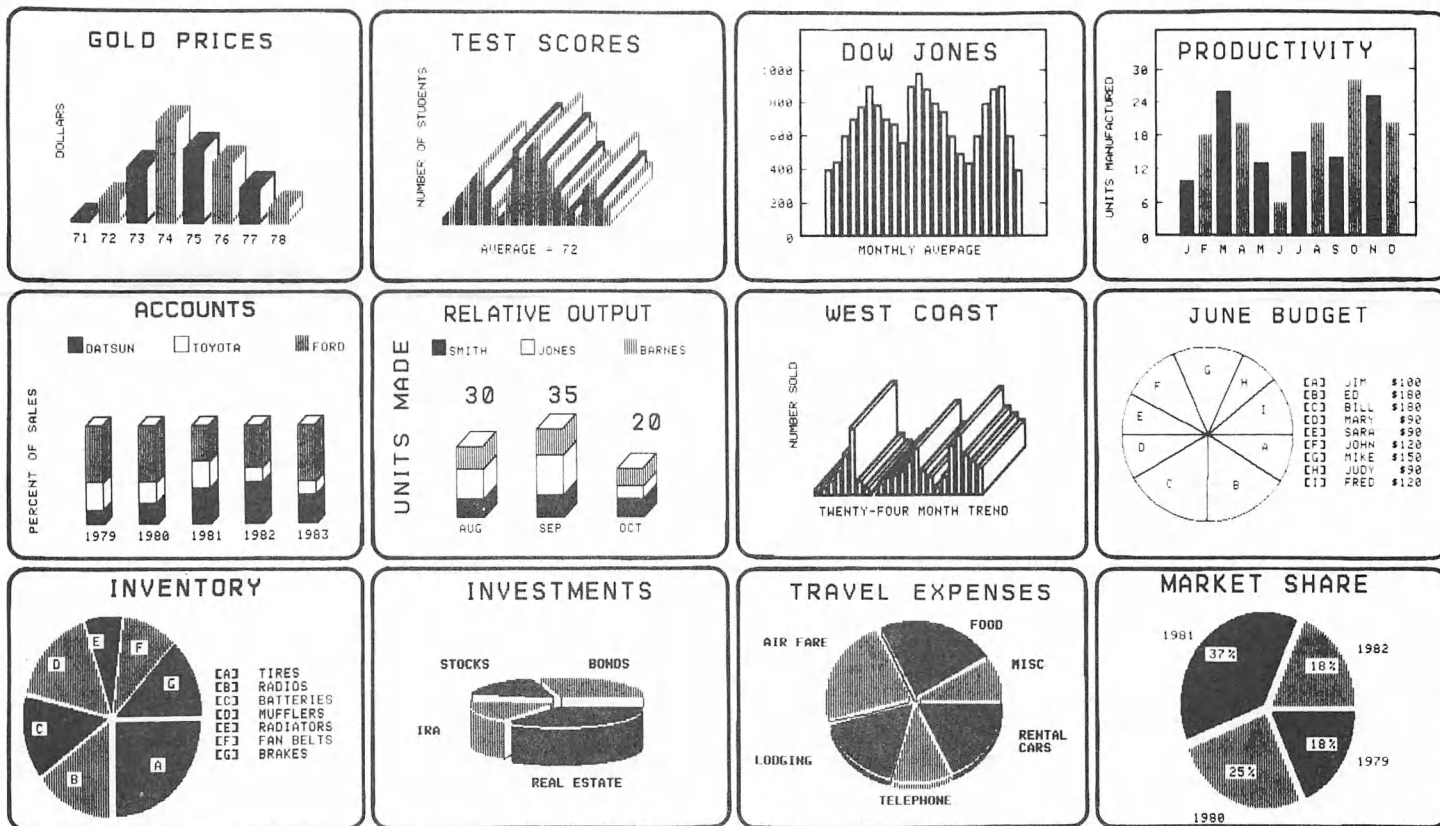 GOLD PRICES
DOLLARS
71 72 73 74 75 76 77 78
TEST SCORES
NUMBER OF STUDENTS
AVERAGE = 72
DOW JONES
1000
800
600
400
200
0
MONTHLY AVERAGE
PRODUCTIVITY
UNITS MANUFACTURED
30
24
18
12
6
0
J F M A M J J A S O N D
ACCOUNTS
DATSUN TOYOTA FORD
PERCENT OF SALES
1979 1980 1981 1982 1983
RELATIVE OUTPUT
SMITH JONES BARNES
UNITS MADE
30 35 20
AUG SEP OCT
WEST COAST
NUMBER SOLD
TWENTY-FOUR MONTH TREND
JUNE BUDGET
G
F H
E I
D A
C B
[A] JIM $100
[B] ED $180
[C] BILL $180
[D] MARY $90
[E] SARA $90
[F] JOHN $120
[G] MIKE $150
[H] JUDY $90
[I] FRED $120
INVENTORY
E F
D G
C
B A
[A] TIRES
[B] RADIOS
[C] BATTERIES
[D] MUFFLERS
[E] RADIATORS
[F] FAN BELTS
[G] BRAKES
INVESTMENTS
STOCKS BONDS
IRA
REAL ESTATE
TRAVEL EXPENSES
FOOD
AIR FARE
MISC
RENTAL
CARS
LODGING
TELEPHONE
MARKET SHARE
1981
37%
1982
18%
18%
1979
25%
1980